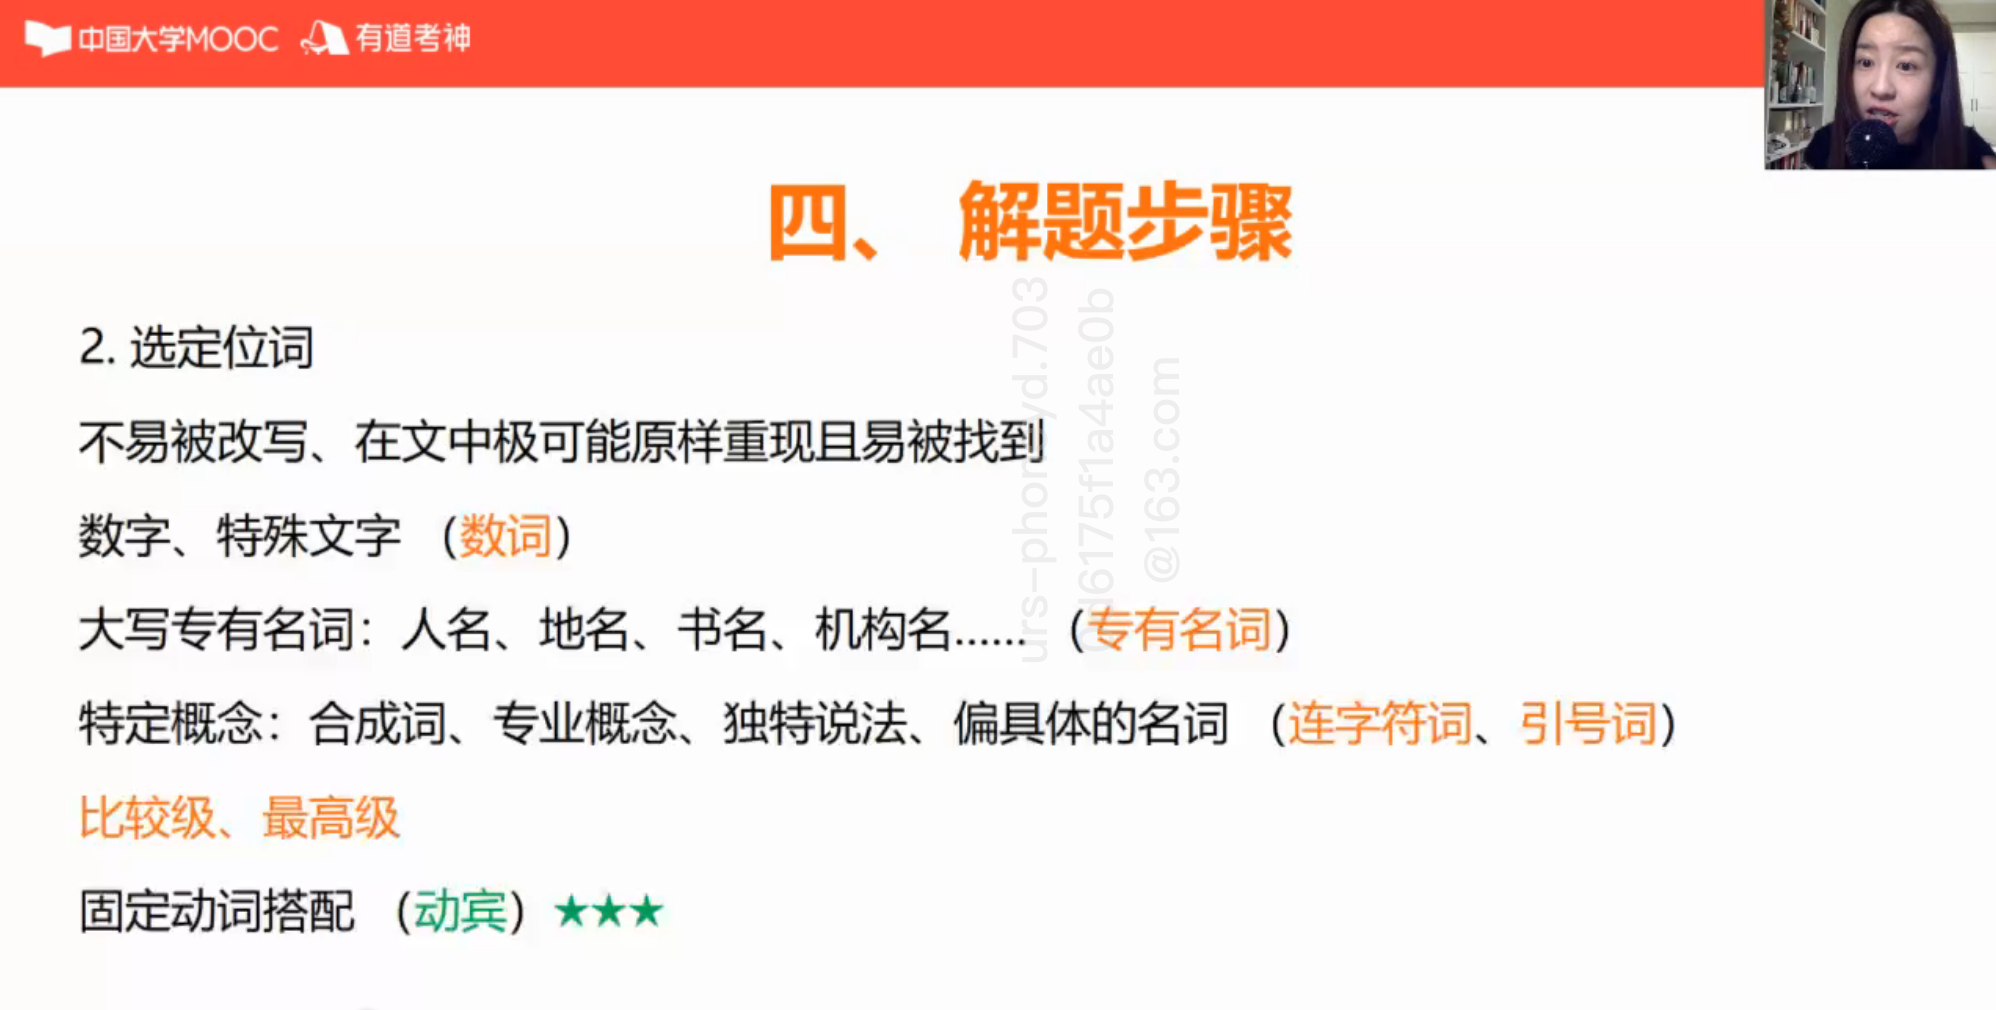 中国大学MOOC 有道考神
四、 解题步骤
2. 选定位词
不易被改写、在文中极可能原样重现且易被找到
数字、特殊文字 （数词）
大写专有名词：人名、地名、书名、机构名...... （专有名词）
特定概念：合成词、专业概念、独特说法、偏具体的名词 （连字符词、引号词）
比较级、最高级
固定动词搭配 （动宾）★★★
@163.com